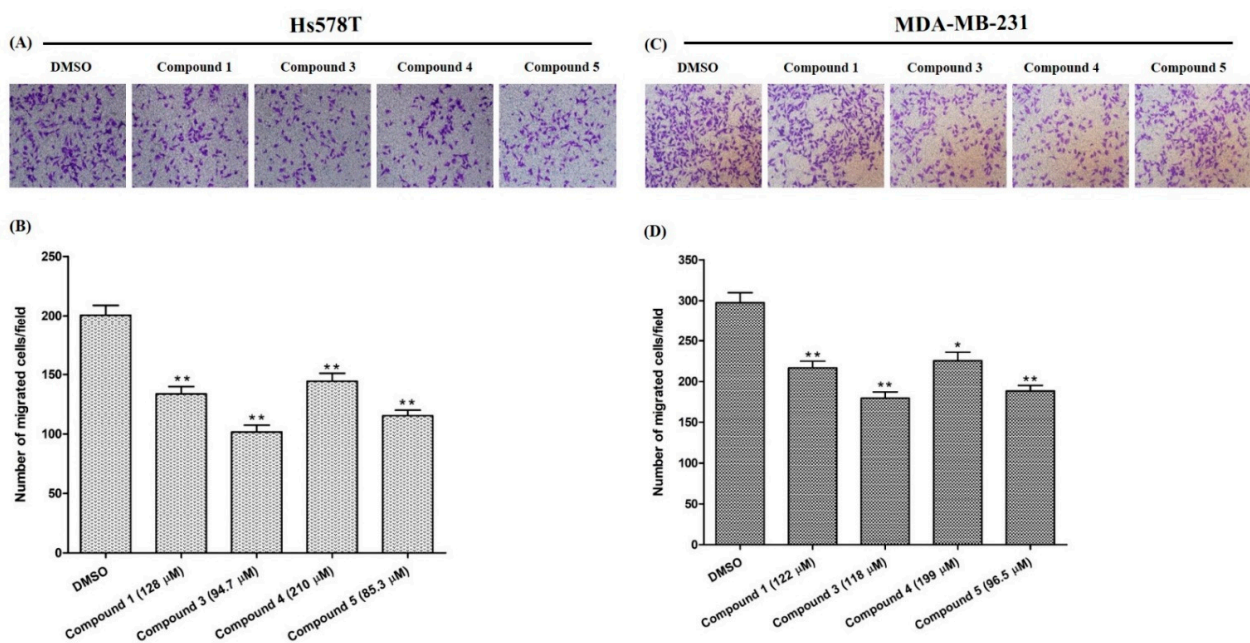 Hs578T
(A)
DMSO Compound 1 Compound 3 Compound 4 Compound 5
MDA-MB-231
(C)
DMSO Compound 1 Compound 3 Compound 4 Compound 5
(B)
Number of migrated cells/field
250
200
150
100
50
0
**
**
**
**
DMSO
Compound 1 (128 μM)
Compound 3 (94.7 μM)
Compound 4 (210 μM)
Compound 5 (85.3 μM)
(D)
Number of migrated cells/field
350
300
250
200
150
100
50
0
**
**
*
**
DMSO
Compound 1 (122 μM)
Compound 3 (118 μM)
Compound 4 (199 μM)
Compound 5 (96.5 μM)